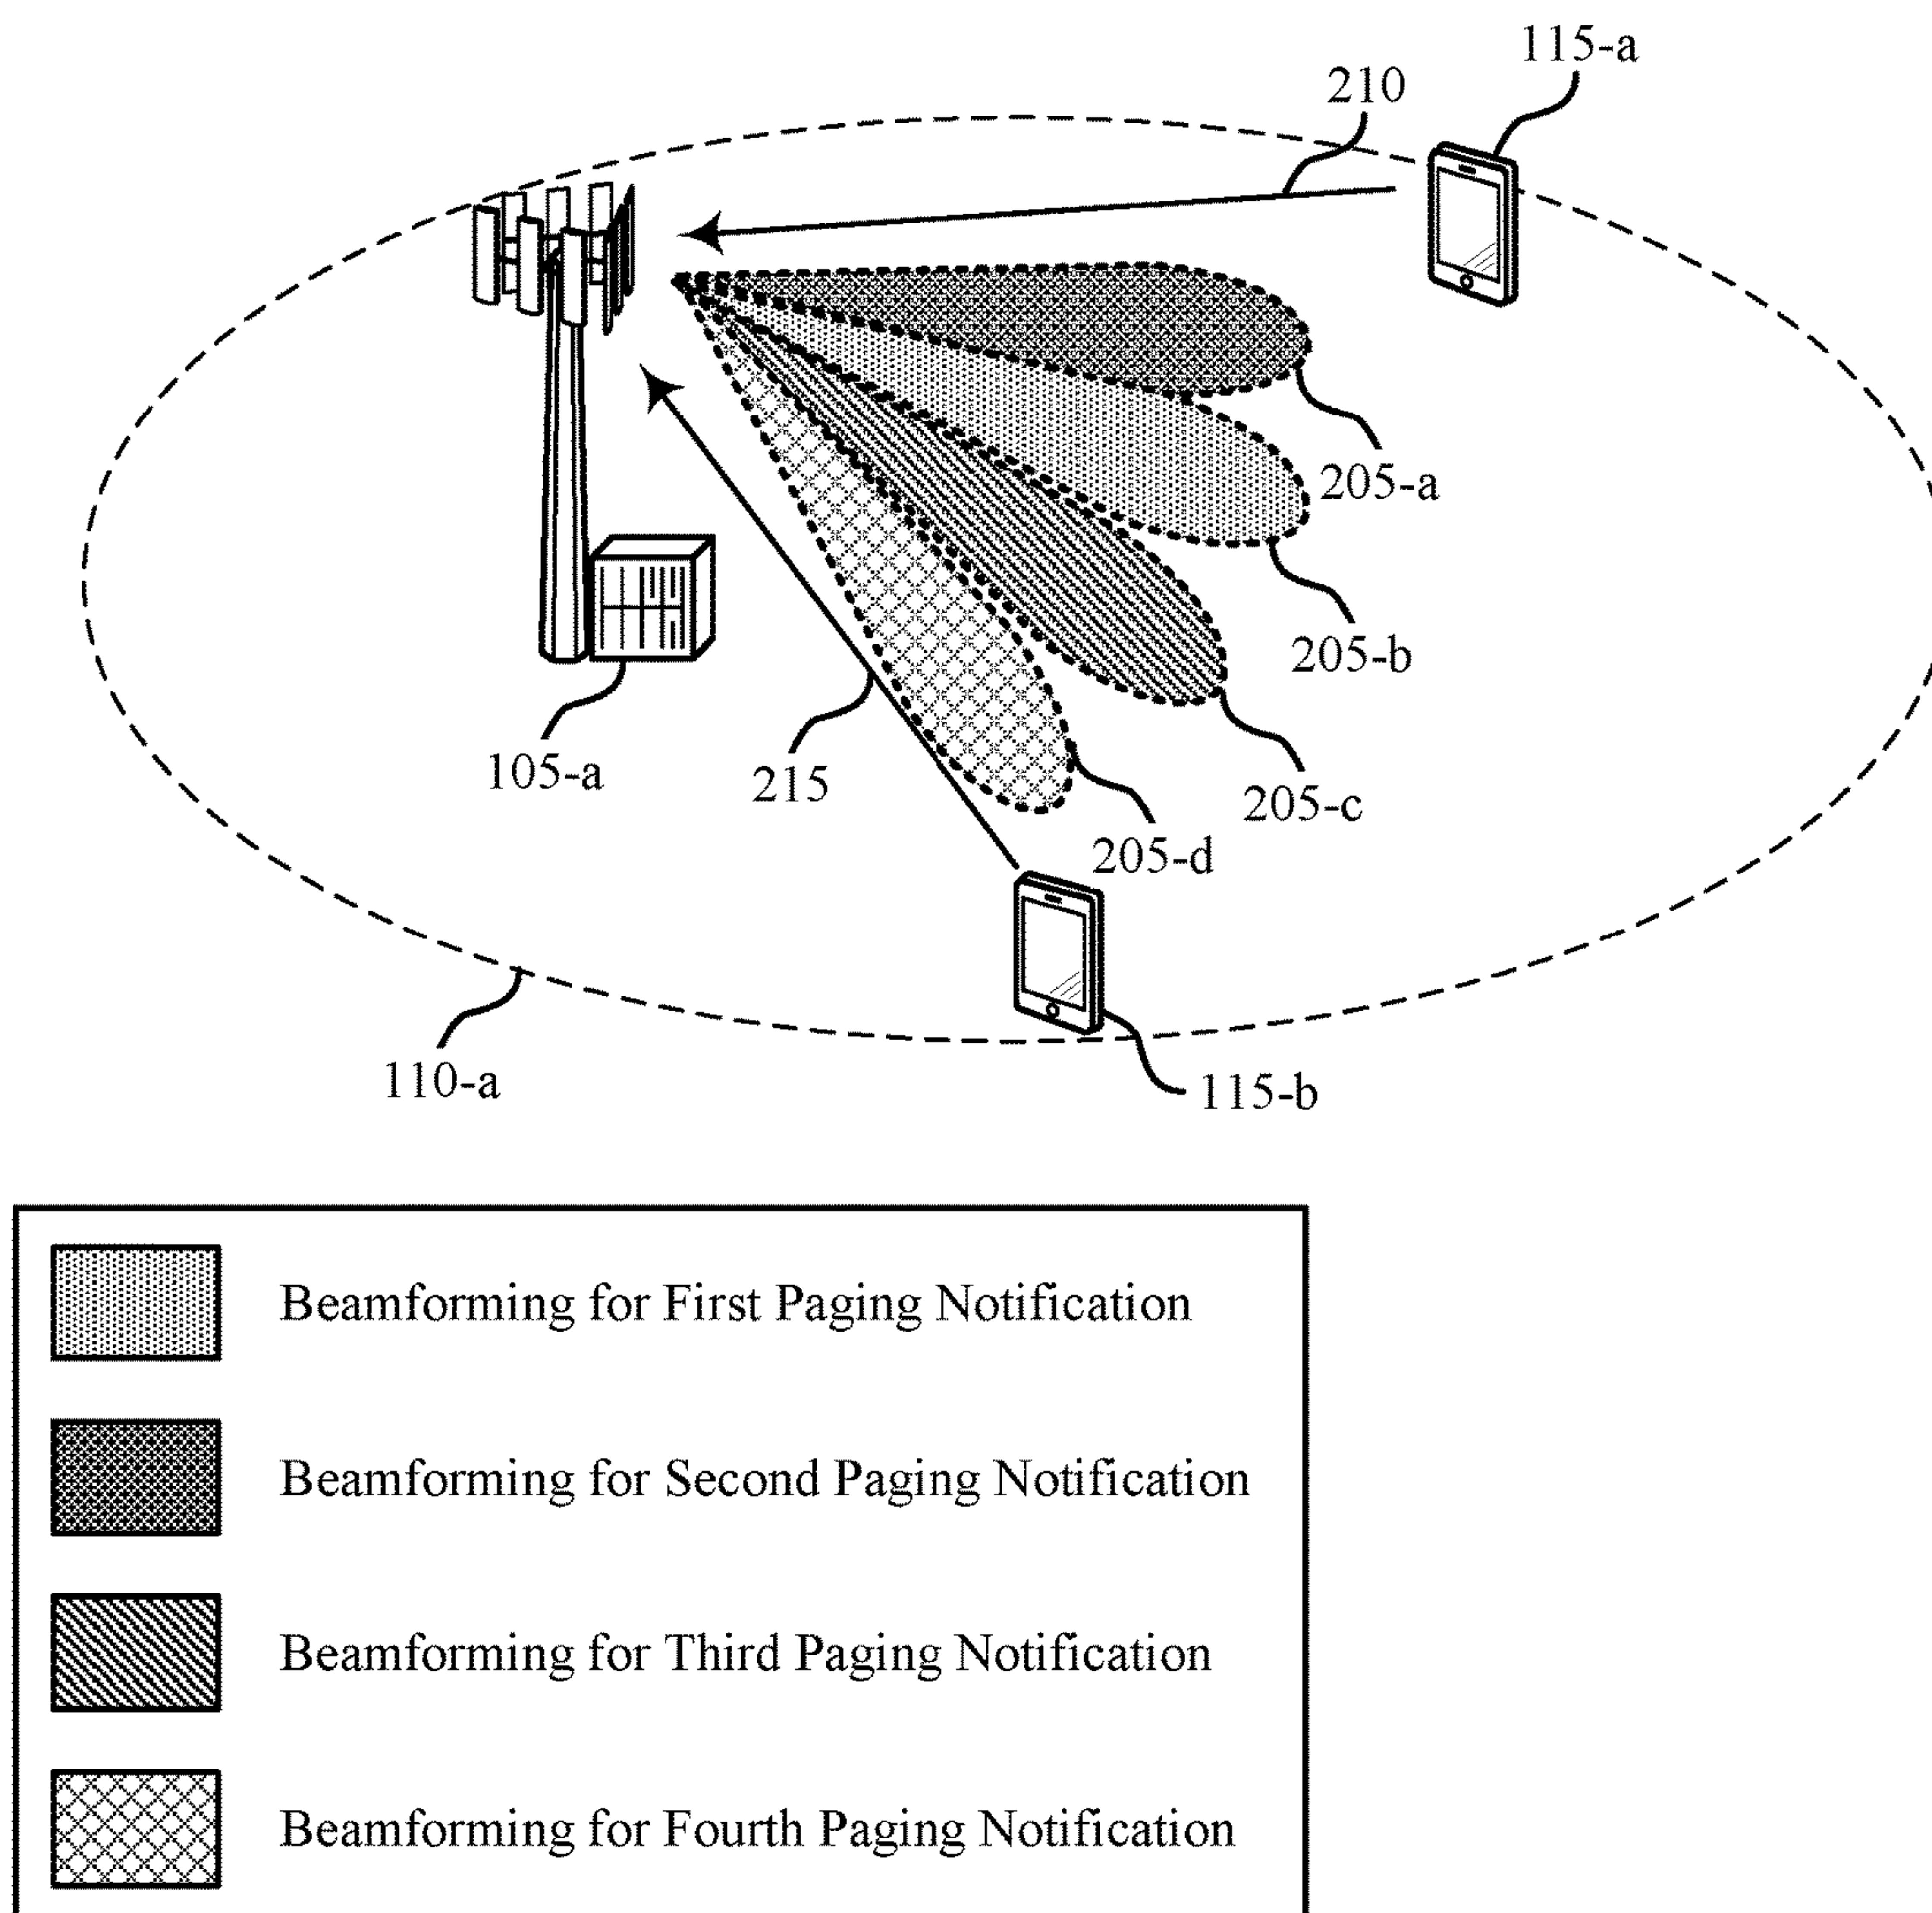 115-a
210
205-a
205-b
105-a
215
205-c
205-d
110-a
115-b
Beamforming for First Paging Notification
Beamforming for Second Paging Notification
Beamforming for Third Paging Notification
Beamforming for Fourth Paging Notification